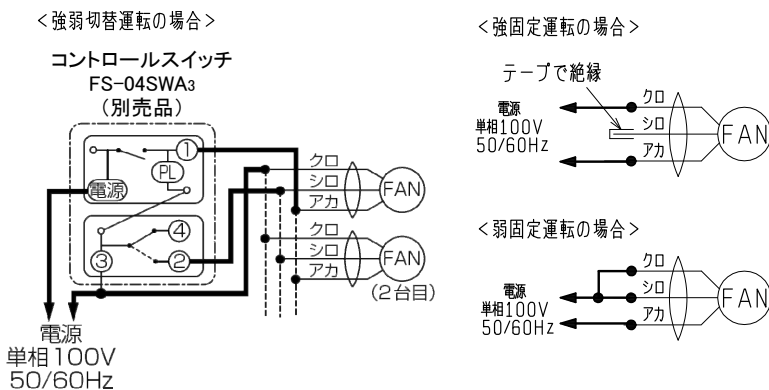 ＜強弱切替運転の場合＞
コントロールスイッチ
FS-04SWA3
(別売品)
①
PL
電源
④
③
②
クロ
シロ
アカ
FAN
クロ
シロ
アカ
FAN
(2台目)
電源
単相100V
50/60Hz
＜強固定運転の場合＞
テープで絶縁
電源
単相100V
50/60Hz
クロ
シロ
アカ
FAN
＜弱固定運転の場合＞
電源
単相100V
50/60Hz
クロ
シロ
アカ
FAN